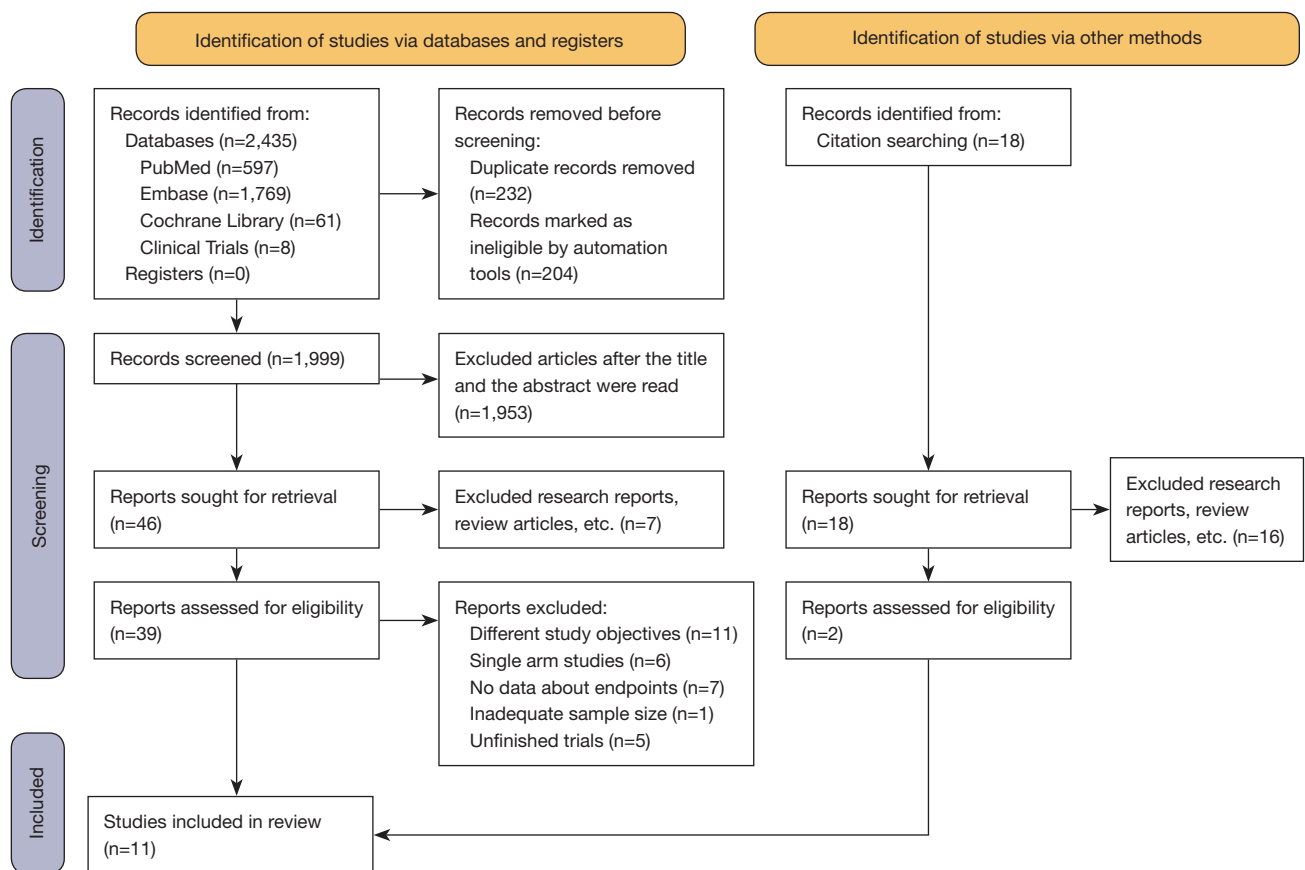 Identification of studies via databases and registers
Identification of studies via other methods
Identification
Records identified from:
Databases (n=2,435)
PubMed (n=597)
Embase (n=1,769)
Cochrane Library (n=61)
Clinical Trials (n=8)
Registers (n=0)
Records removed before
screening:
Duplicate records removed
(n=232)
Records marked as
ineligible by automation
tools (n=204)
Records identified from:
Citation searching (n=18)
Screening
Records screened (n=1,999)
Excluded articles after the title
and the abstract were read
(n=1,953)
Reports sought for retrieval
(n=46)
Excluded research reports,
review articles, etc. (n=7)
Reports sought for retrieval
(n=18)
Excluded research
reports, review
articles, etc. (n=16)
Reports assessed for eligibility
(n=39)
Reports excluded:
Different study objectives (n=11)
Single arm studies (n=6)
No data about endpoints (n=7)
Inadequate sample size (n=1)
Unfinished trials (n=5)
Reports assessed for eligibility
(n=2)
Included
Studies included in review
(n=11)